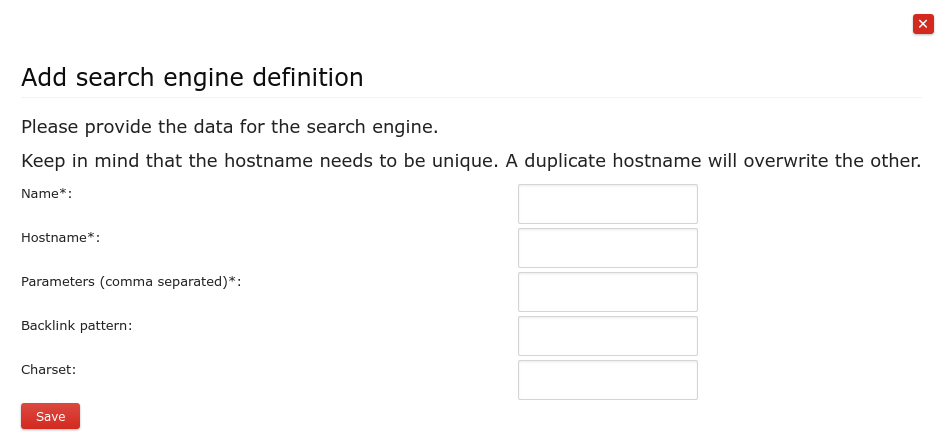 Add search engine definition
Please provide the data for the search engine.
Keep in mind that the hostname needs to be unique. A duplicate hostname will overwrite the other.
Name*:
Hostname*:
Parameters (comma separated)*:
Backlink pattern:
Charset:
Save